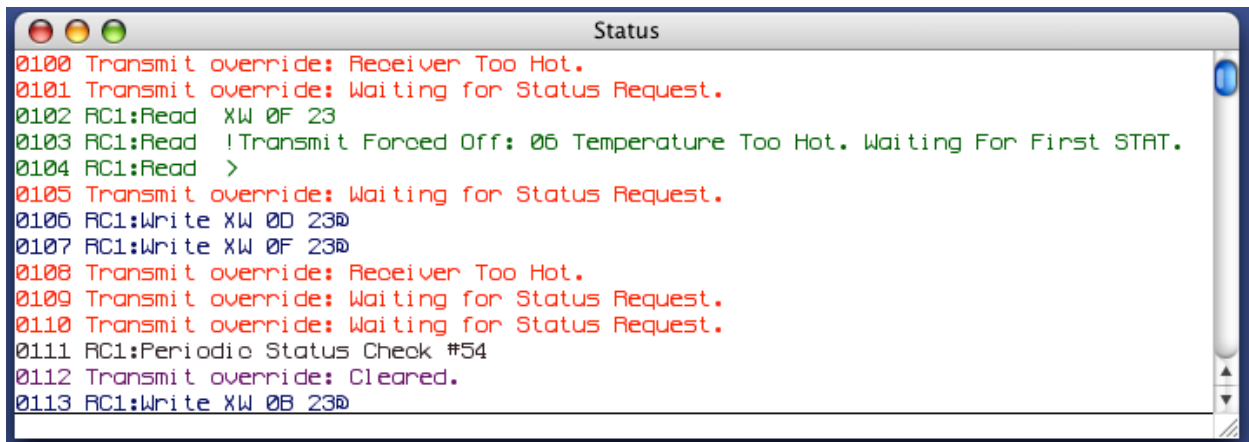 Status
0100 Transmit override: Receiver Too Hot.
0101 Transmit override: Waiting for Status Request.
0102 RC1:Read  XW 0F 23
0103 RC1:Read  !Transmit Forced Off: 06 Temperature Too Hot. Waiting For First STAT.
0104 RC1:Read  >
0105 Transmit override: Waiting for Status Request.
0106 RC1:Write XW 0D 23
0107 RC1:Write XW 0F 23
0108 Transmit override: Receiver Too Hot.
0109 Transmit override: Waiting for Status Request.
0110 Transmit override: Waiting for Status Request.
0111 RC1:Periodic Status Check #54
0112 Transmit override: Cleared.
0113 RC1:Write XW 0B 23